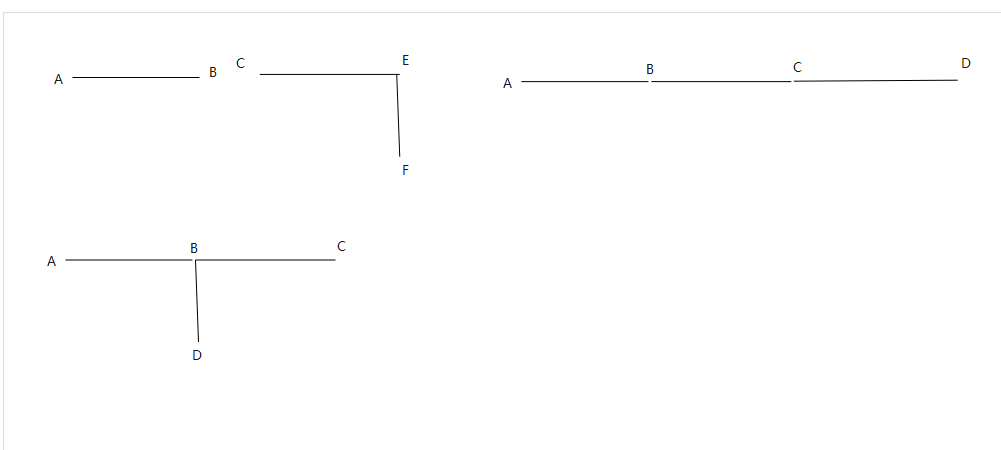 A B C E
F
A B C D
A B C
D